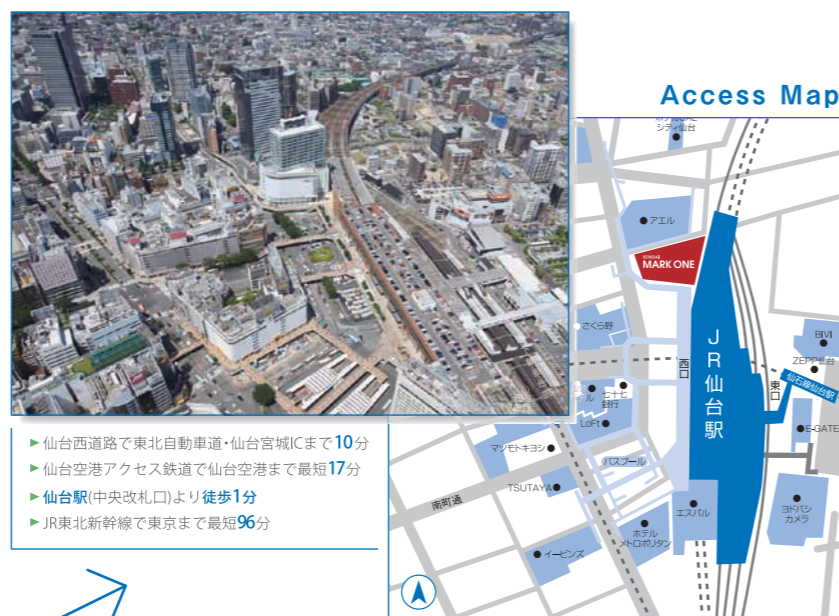 Access Map
シティ仙台
アエル
SENDAI
MARK ONE
さくら野
BIVI
ZEPP仙台
仙石線仙台駅
西口
JR仙台駅
東口
七十七
銀行
ル
LoFt
E-GATE
マツモトキヨシ
バスプール
TSUTAYA
南町通
エスパル
ヨドバシ
カメラ
ホテル
メトロポリタン
イービンズ
仙台西道路で東北自動車道・仙台宮城ICまで10分
仙台空港アクセス鉄道で仙台空港まで最短17分
仙台駅(中央改札口)より徒歩1分
JR東北新幹線で東京まで最短96分